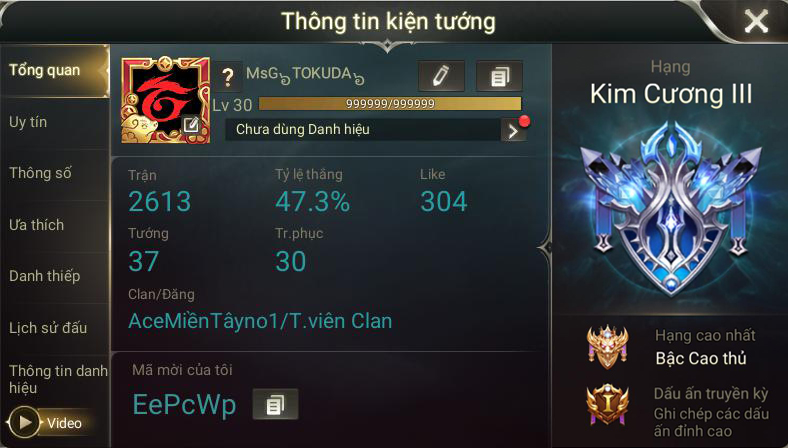 Thông tin kiện tướng
Tổng quan
Uy tín
Thông số
Ưa thích
Danh thiếp
Lịch sử đấu
Thông tin danh
hiệu
Video
?
MsGঌTOKUDAঌ
Lv 30
999999/999999
Chưa dùng Danh hiệu
Trận
Tỷ lệ thắng
Like
2613
47.3%
304
Tướng
Tr.phục
37
30
Clan/Đăng
AceMiềnTâyno1/T.viên Clan
Mã mời của tôi
EePcWp
Hạng
Kim Cương III
Hạng cao nhất
Bậc Cao thủ
I
Dấu ấn truyền kỳ
Ghi chép các dấu
ấn đỉnh cao